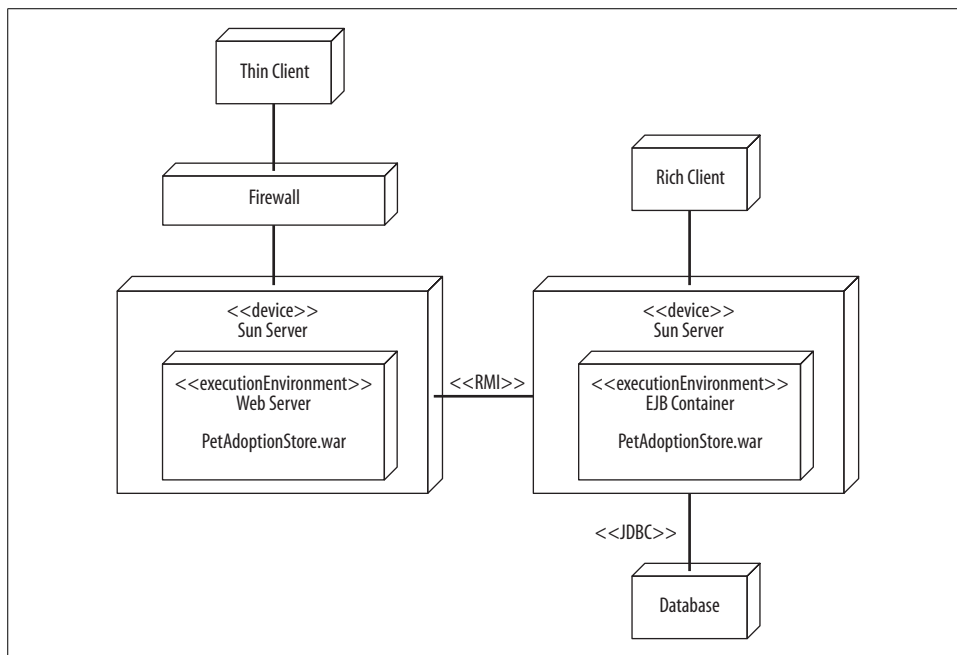 Thin Client
Firewall
Rich Client
<<device>>
Sun Server
<<executionEnvironment>>
Web Server
PetAdoptionStore.war
<<RMI>>
<<device>>
Sun Server
<<executionEnvironment>>
EJB Container
PetAdoptionStore.war
<<JDBC>>
Database